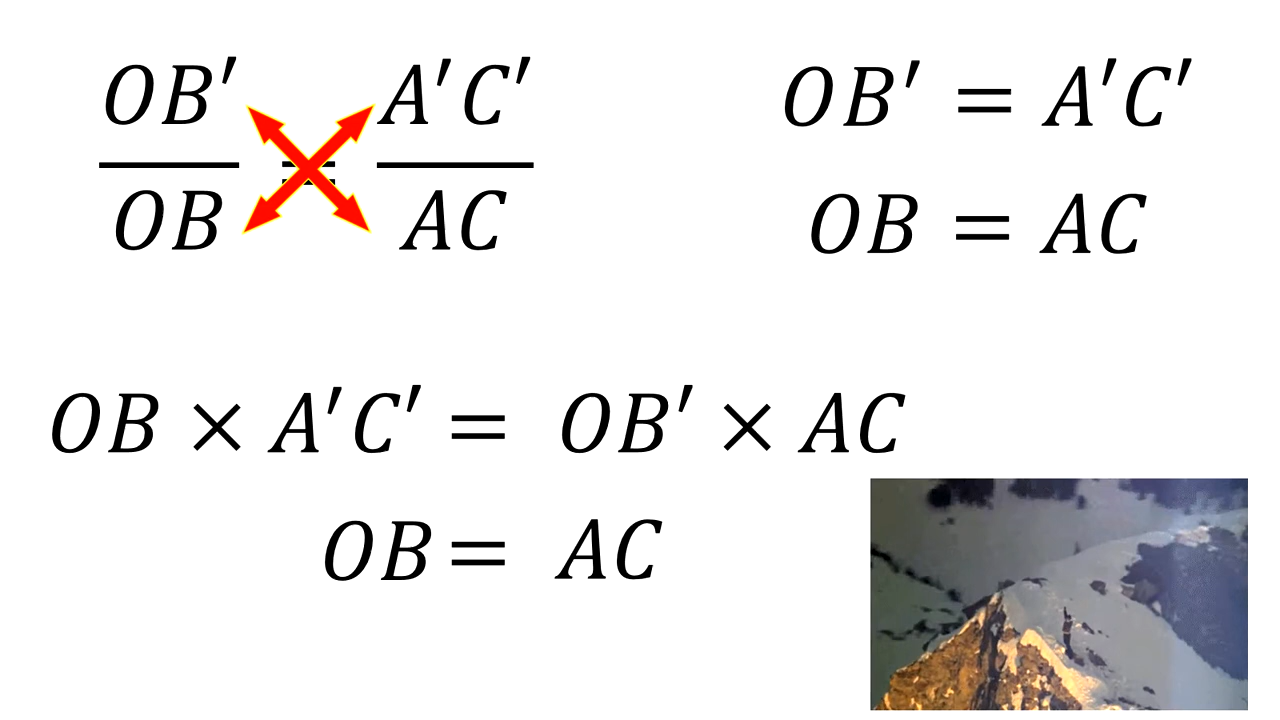 OB′ = A′C′ OB′ = A′C′
OB AC OB = AC
OB × A′C′ = OB′ × AC
OB = AC